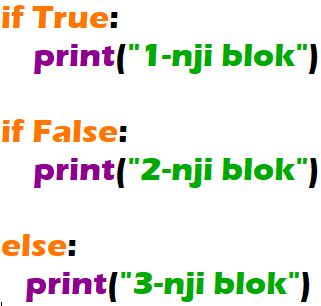 if True:
print("1-nji blok")
if False:
print("2-nji blok")
else:
print("3-nji blok")